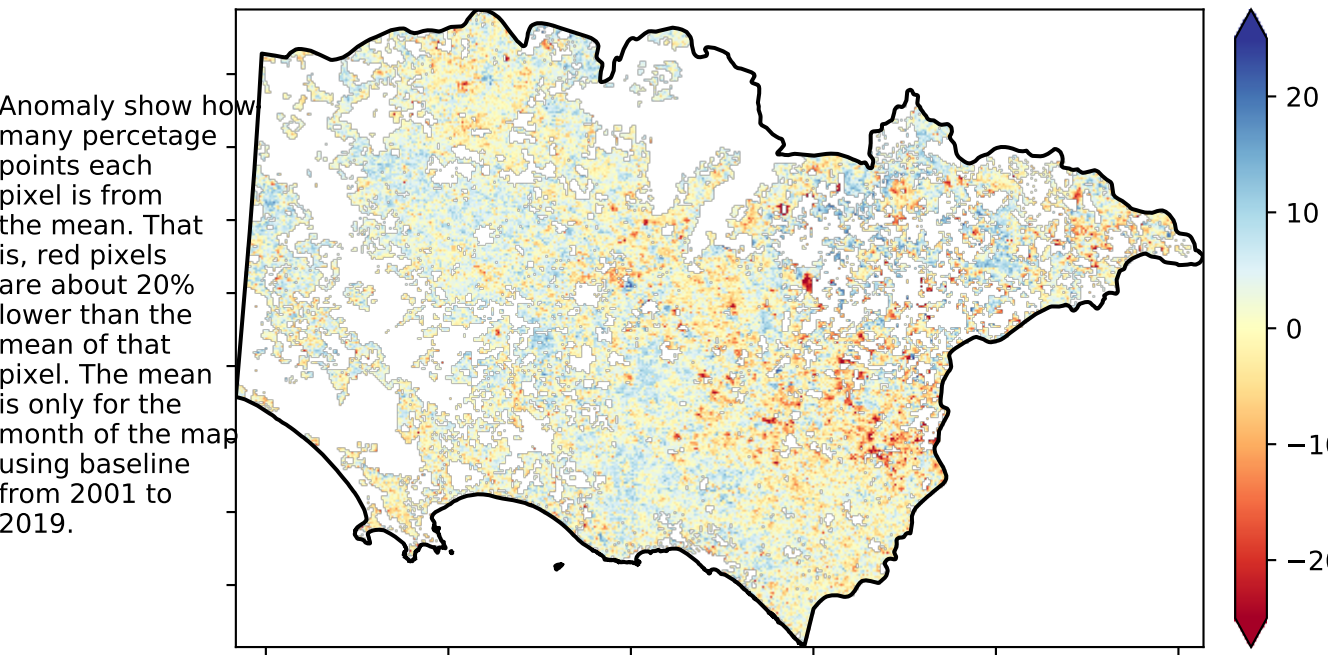 Anomaly show how
many percetage
points each
pixel is from
the mean. That
is, red pixels
are about 20%
lower than the
mean of that
pixel. The mean
is only for the
month of the map
using baseline
from 2001 to
2019.
20
10
0
−10
−20